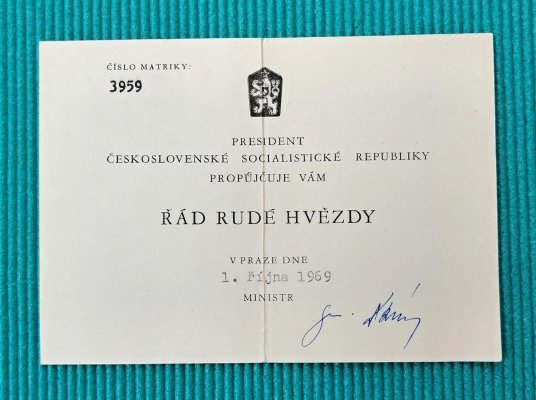 ČÍSLO MATRIKY:
3959
PRESIDENT
ČESKOSLOVENSKÉ SOCIALISTICKÉ REPUBLIKY
PROPŮJČUJE VÁM
ŘÁD RUDÉ HVĚZDY
V PRAZE DNE
1. října 1969
MINISTR